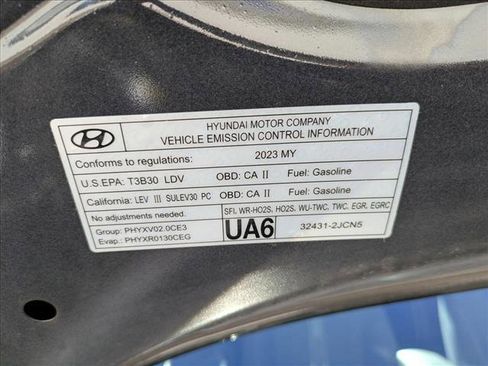 HYUNDAI MOTOR COMPANY
VEHICLE EMISSION CONTROL INFORMATION
Conforms to regulations: 2023 MY
U.S.EPA: T3B30 LDV OBD: CA II Fuel: Gasoline
California: LEV III SULEV30 PC OBD: CA II Fuel: Gasoline
No adjustments needed. SFI, WR-HO2S, HO2S, WU-TWC, TWC, EGR, EGRC
Group: PHYXV02.0CE3
Evap.: PHYXR0130CEG
UA6 32431-2JCN5